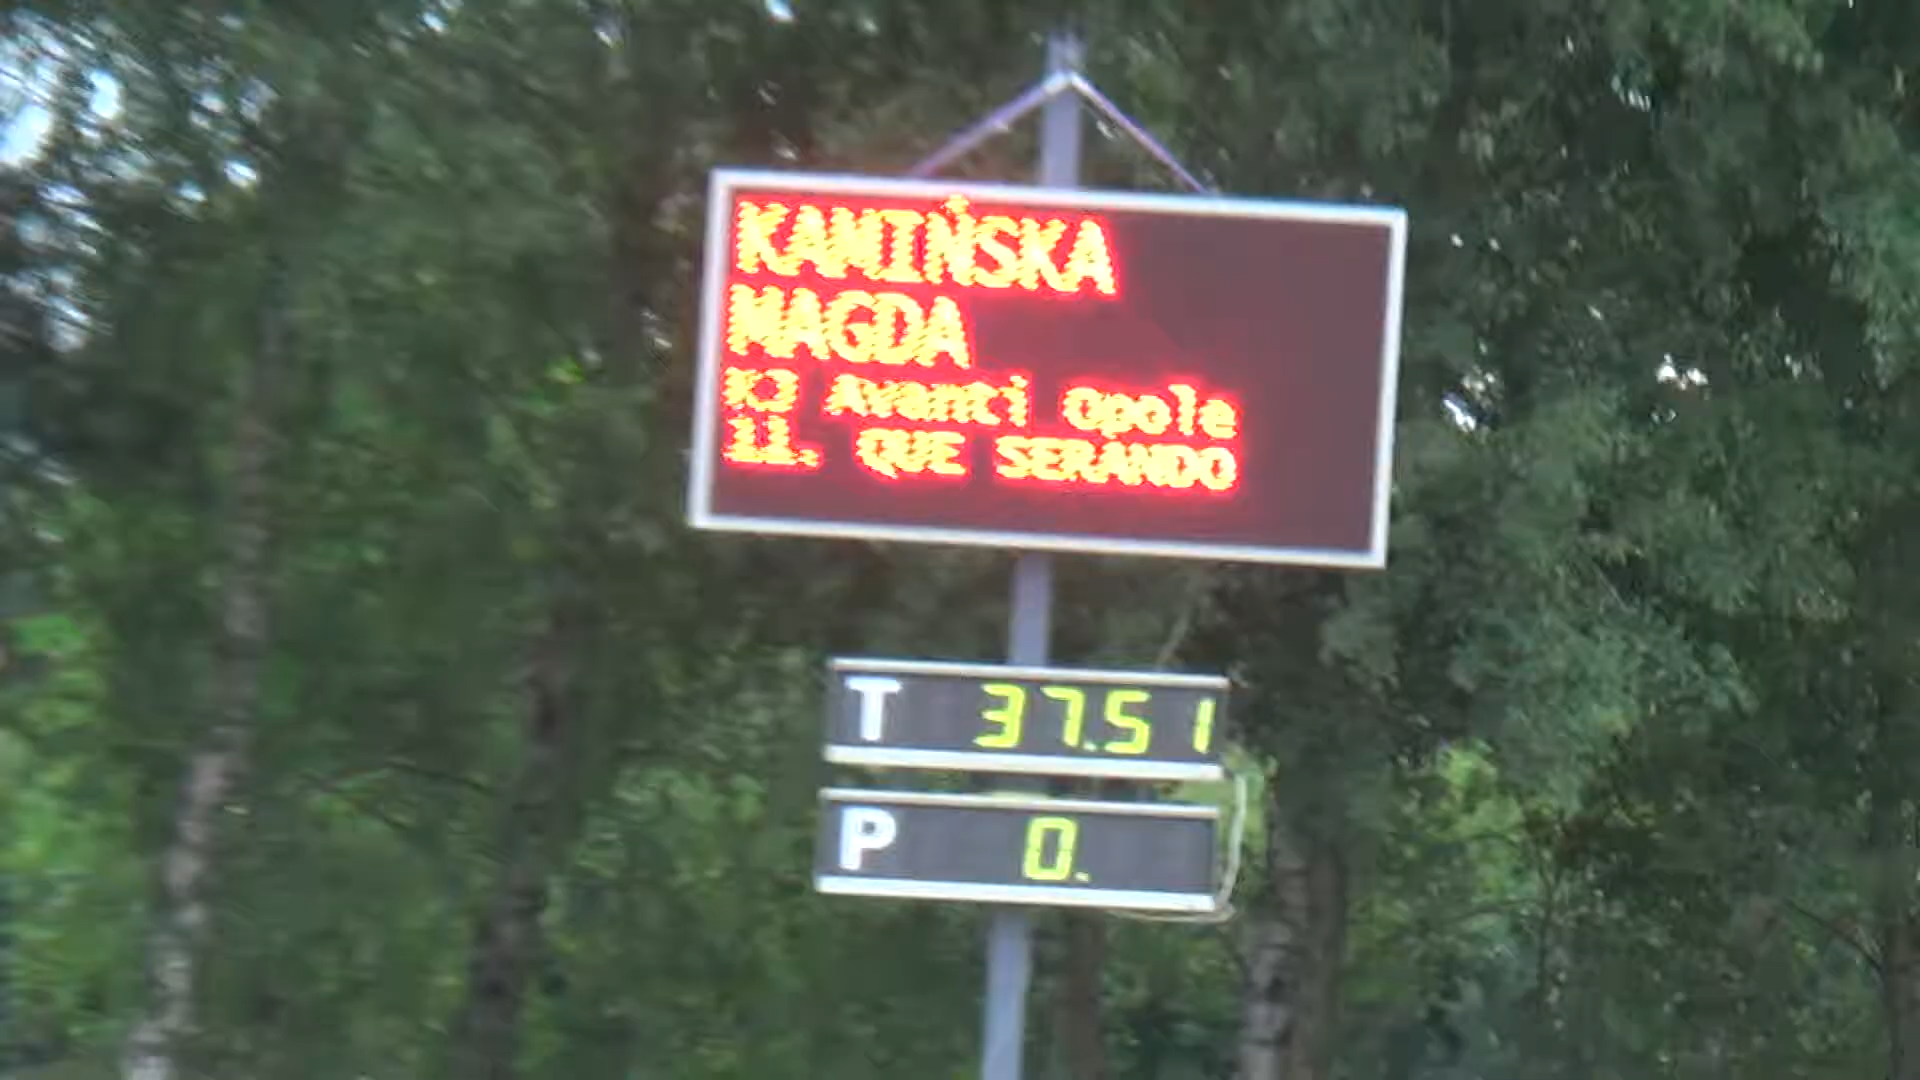 KAMIŃSKA
MAGDA
KJ Avanti Opole
11. QUE SERANDO
T 37.51
P 0.